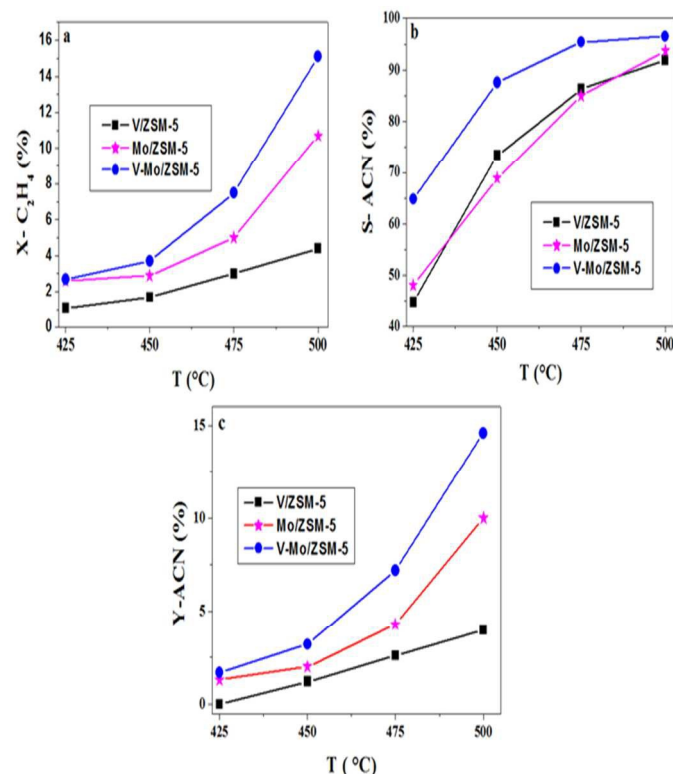 a
X- C₂H₄ (%)
16
14
12
10
8
6
4
2
0
V/ZSM-5
Mo/ZSM-5
V-Mo/ZSM-5
425 450 475 500
T (°C)
b
S- ACN (%)
100
90
80
70
60
50
40
V/ZSM-5
Mo/ZSM-5
V-Mo/ZSM-5
425 450 475 500
T (°C)
c
Y-ACN (%)
15
10
5
0
V/ZSM-5
Mo/ZSM-5
V-Mo/ZSM-5
425 450 475 500
T (°C)